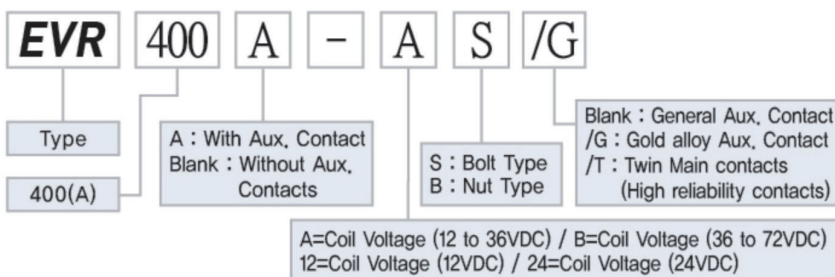 EVR 400 A - A S /G
Type
400(A)
A : With Aux. Contact
Blank : Without Aux.
Contacts
S : Bolt Type
B : Nut Type
Blank : General Aux. Contact
/G : Gold alloy Aux. Contact
/T : Twin Main contacts
(High reliability contacts)
A=Coil Voltage (12 to 36VDC) / B=Coil Voltage (36 to 72VDC)
12=Coil Voltage (12VDC) / 24=Coil Voltage (24VDC)